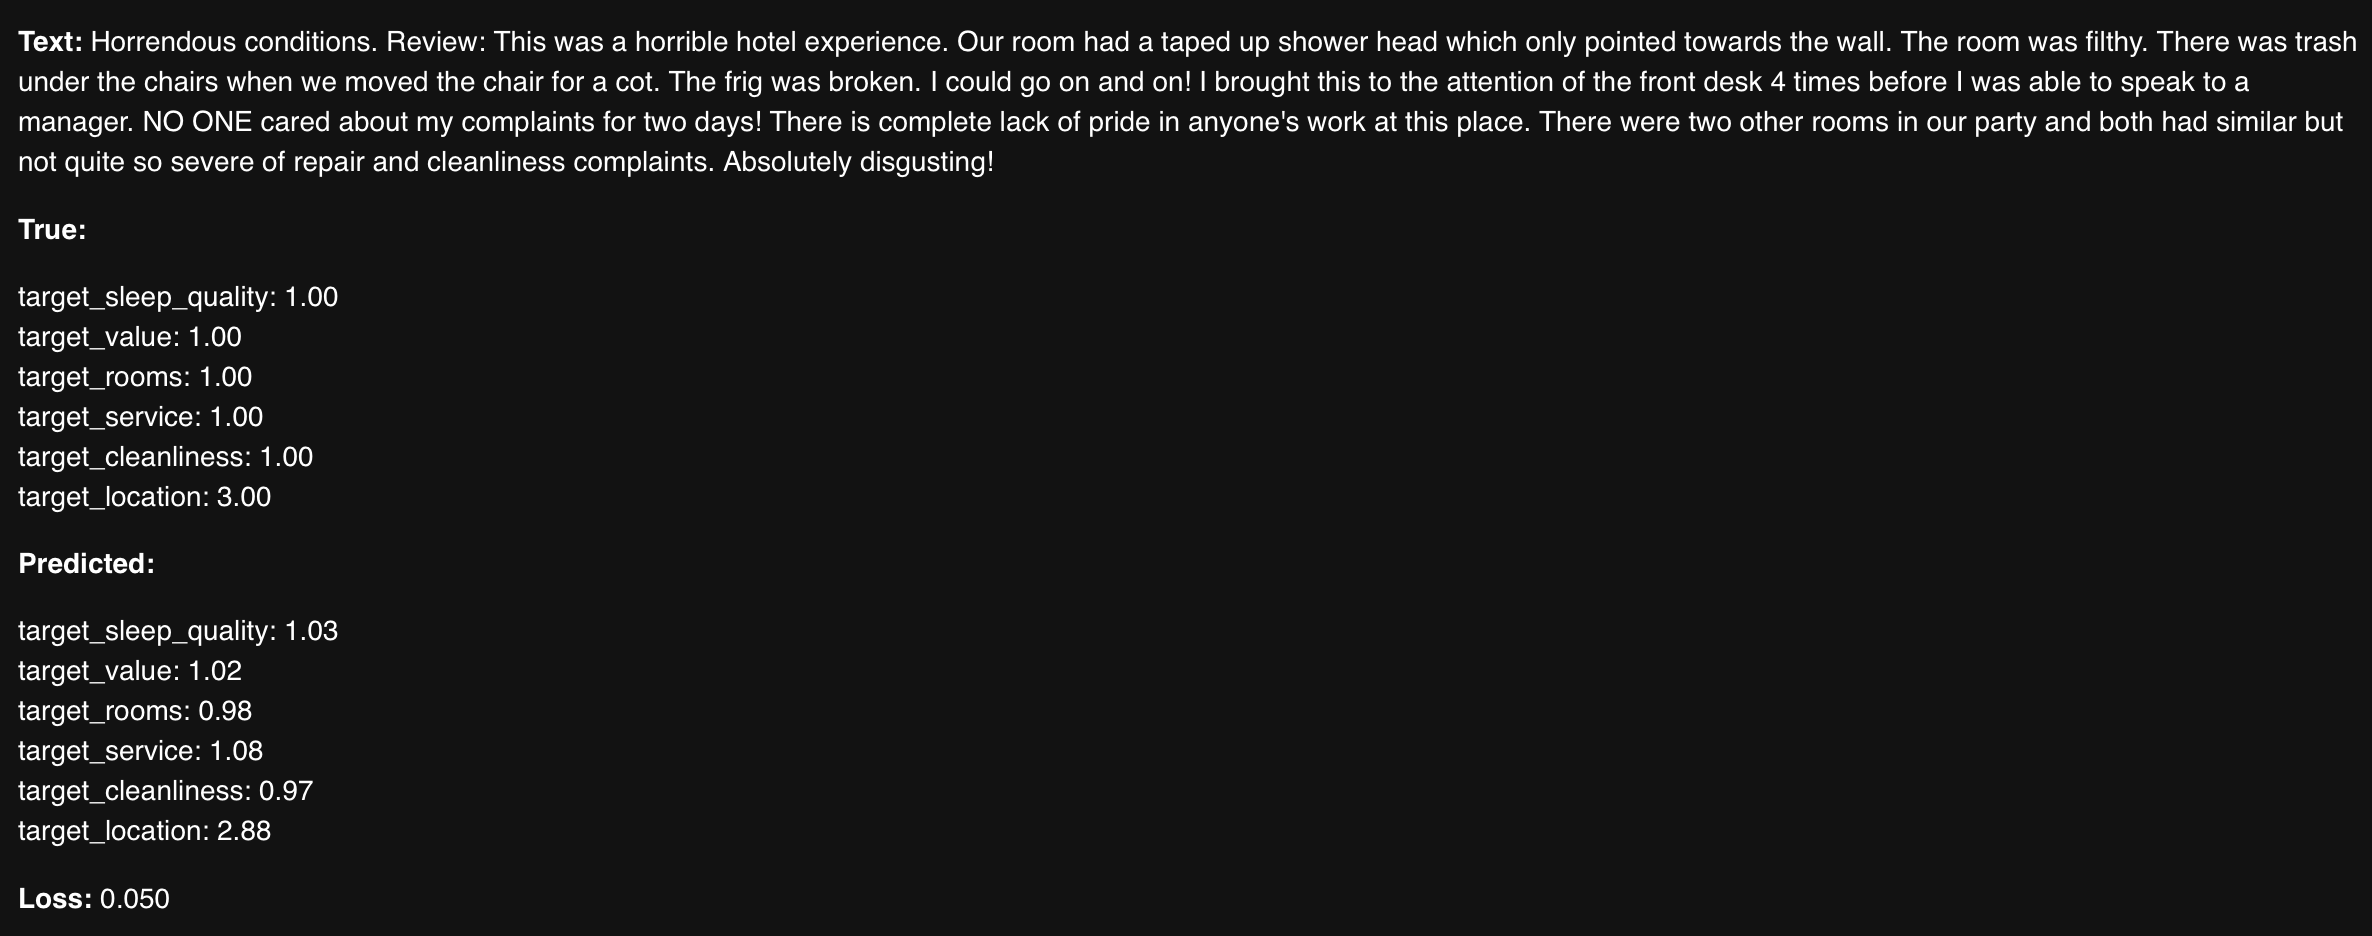 Text: Horrendous conditions. Review: This was a horrible hotel experience. Our room had a taped up shower head which only pointed towards the wall. The room was filthy. There was trash
under the chairs when we moved the chair for a cot. The frig was broken. I could go on and on! I brought this to the attention of the front desk 4 times before I was able to speak to a
manager. NO ONE cared about my complaints for two days! There is complete lack of pride in anyone's work at this place. There were two other rooms in our party and both had similar but
not quite so severe of repair and cleanliness complaints. Absolutely disgusting!
True:
target_sleep_quality: 1.00
target_value: 1.00
target_rooms: 1.00
target_service: 1.00
target_cleanliness: 1.00
target_location: 3.00
Predicted:
target_sleep_quality: 1.03
target_value: 1.02
target_rooms: 0.98
target_service: 1.08
target_cleanliness: 0.97
target_location: 2.88
Loss: 0.050